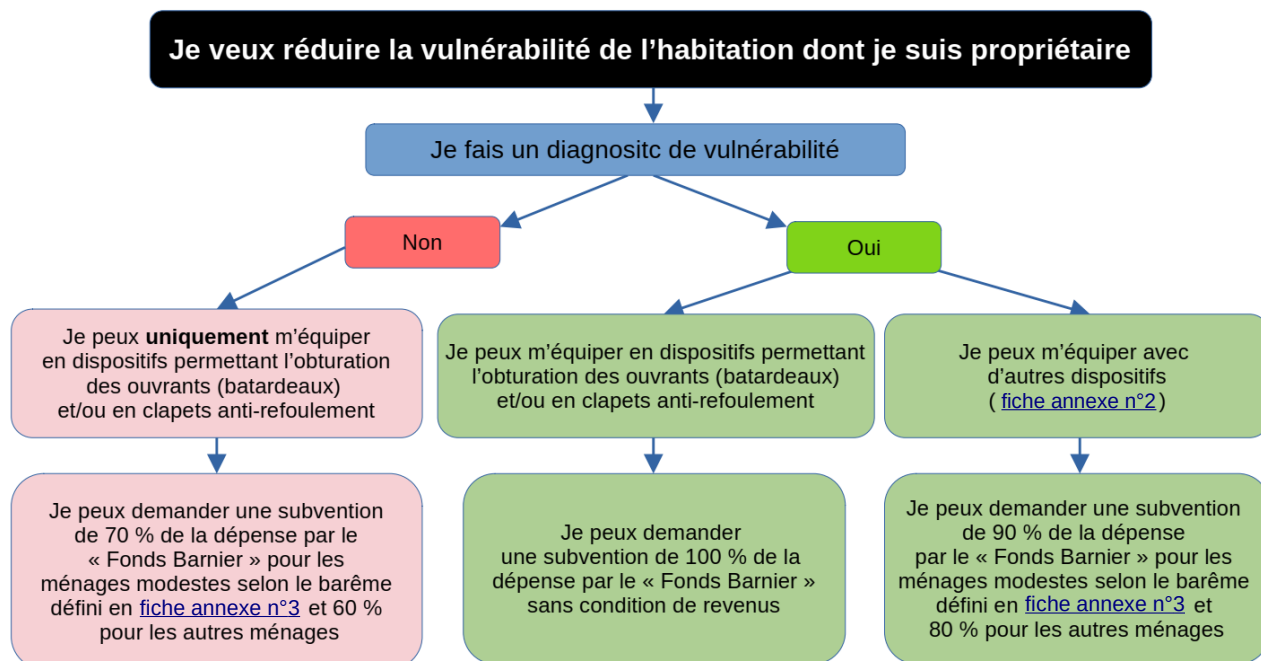 Je veux réduire la vulnérabilité de l’habitation dont je suis propriétaire
Je fais un diagnositc de vulnérabilité
Non
Oui
Je peux uniquement m’équiper
en dispositifs permettant l’obturation
des ouvrants (batardeaux)
et/ou en clapets anti-refoulement
Je peux m’équiper en dispositifs permettant
l’obturation des ouvrants (batardeaux)
et/ou en clapets anti-refoulement
Je peux m’équiper avec
d’autres dispositifs
( fiche annexe n°2 )
Je peux demander une subvention
de 70 % de la dépense par le
« Fonds Barnier » pour les
ménages modestes selon le barême
défini en fiche annexe n°3 et 60 %
pour les autres ménages
Je peux demander
une subvention de 100 % de la
dépense par le « Fonds Barnier »
sans condition de revenus
Je peux demander une subvention
de 90 % de la dépense
par le « Fonds Barnier » pour les
ménages modestes selon le barême
défini en fiche annexe n°3 et
80 % pour les autres ménages